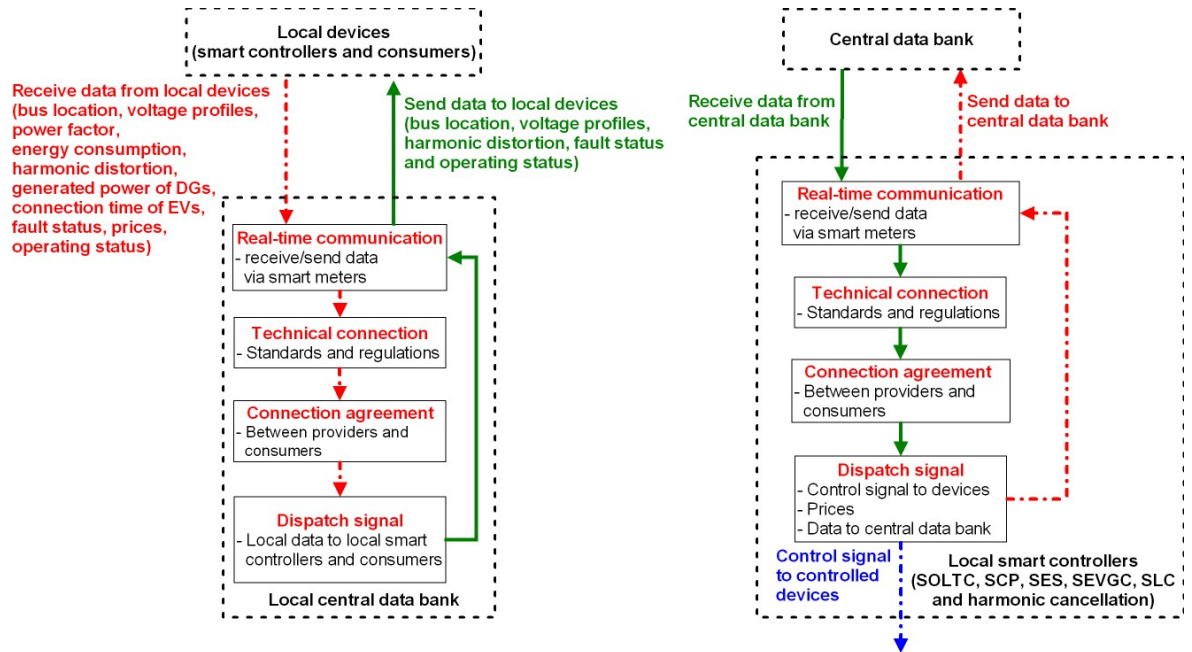 Local devices
(smart controllers and consumers)
Receive data from local devices
(bus location, voltage profiles,
power factor,
energy consumption,
harmonic distortion,
generated power of DGs,
connection time of EVs,
fault status, prices,
operating status)
Send data to local devices
(bus location, voltage profiles,
harmonic distortion, fault status
and operating status)
Real-time communication
- receive/send data
via smart meters
Technical connection
- Standards and regulations
Connection agreement
- Between providers and
consumers
Dispatch signal
- Local data to local smart
controllers and consumers
Local central data bank
Central data bank
Receive data from
central data bank
Send data to
central data bank
Real-time communication
- receive/send data
via smart meters
Technical connection
- Standards and regulations
Connection agreement
- Between providers and
consumers
Dispatch signal
- Control signal to devices
- Prices
- Data to central data bank
Control signal
to controlled
devices
Local smart controllers
(SOLTC, SCP, SES, SEVGC, SLC
and harmonic cancellation)